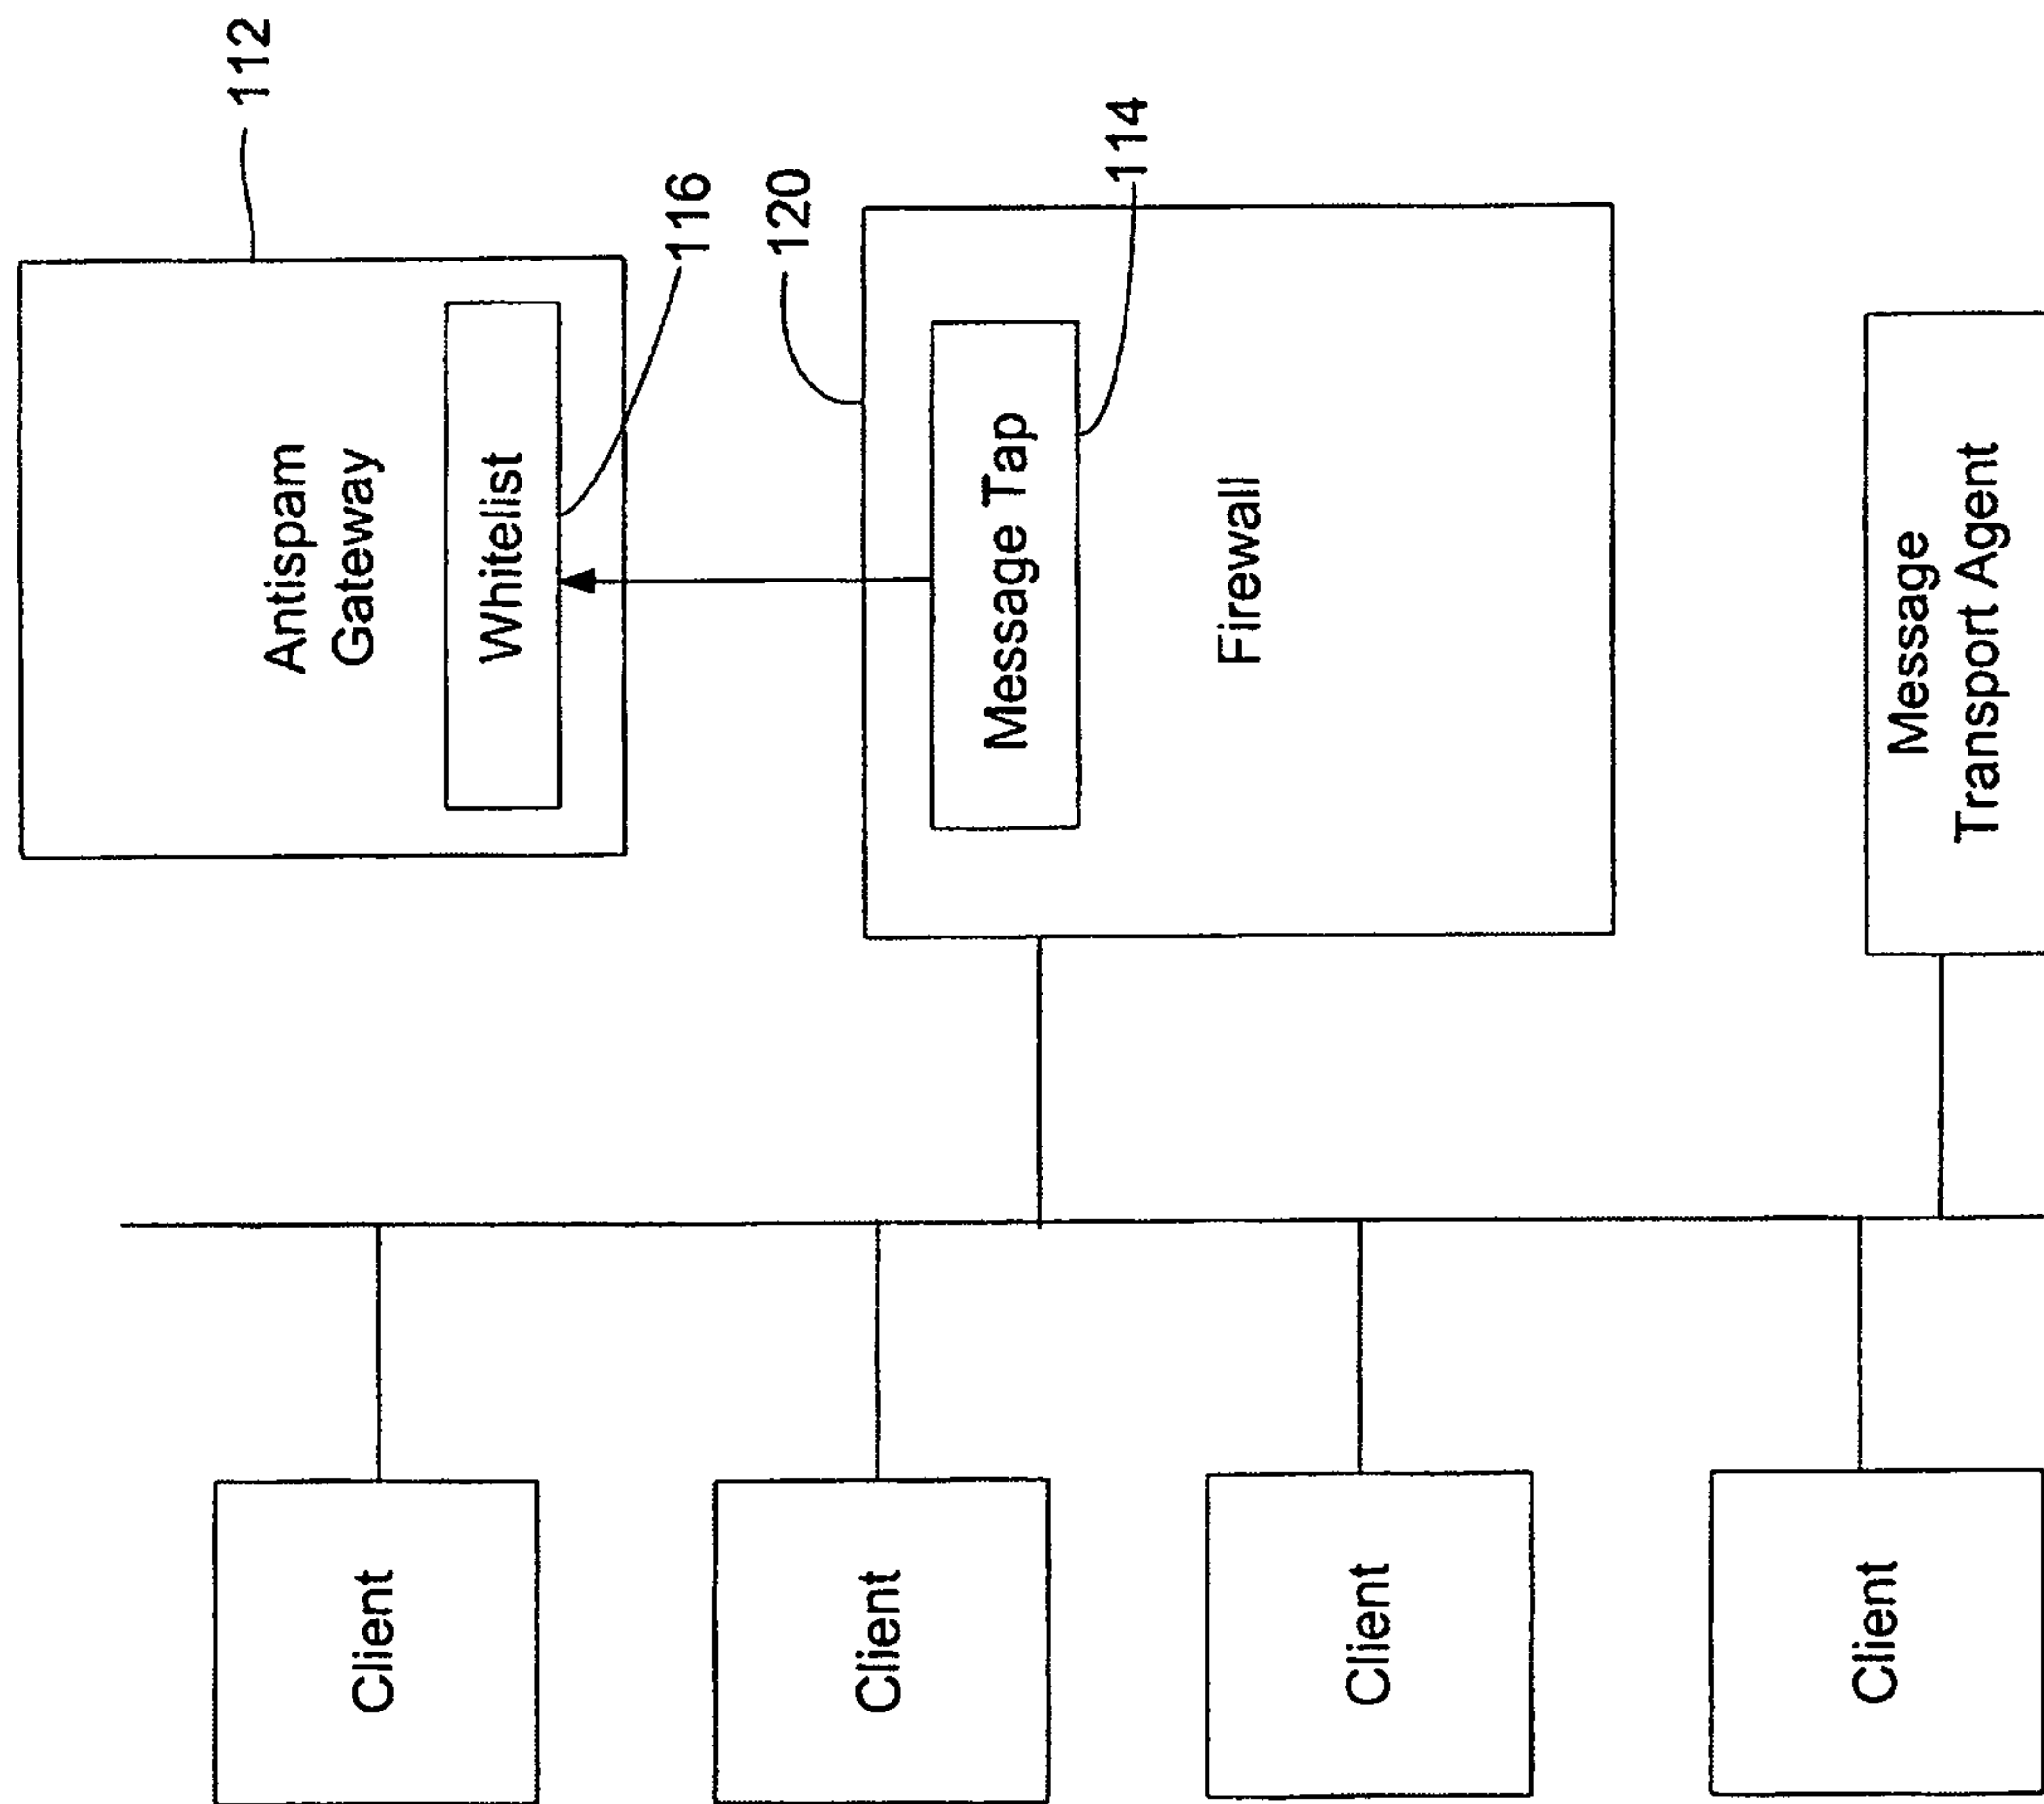 112
Antispam
Gateway
Whitelist
116
120
114
Message Tap
Firewall
Message
Transport Agent
Client
Client
Client
Client